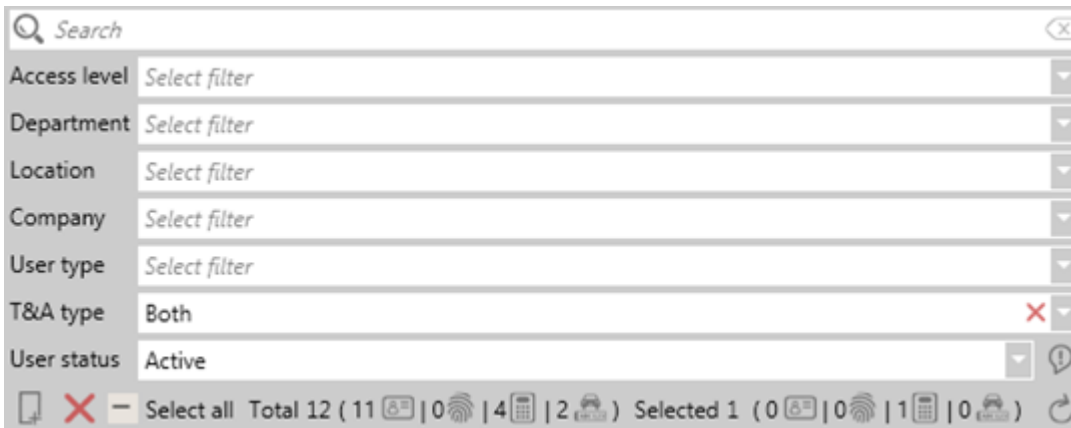 Search
Access level Select filter
Department Select filter
Location Select filter
Company Select filter
User type Select filter
T&A type Both
User status Active
Select all Total 12 ( 11 | 0 | 4 | 2 ) Selected 1 ( 0 | 0 | 1 | 0 )